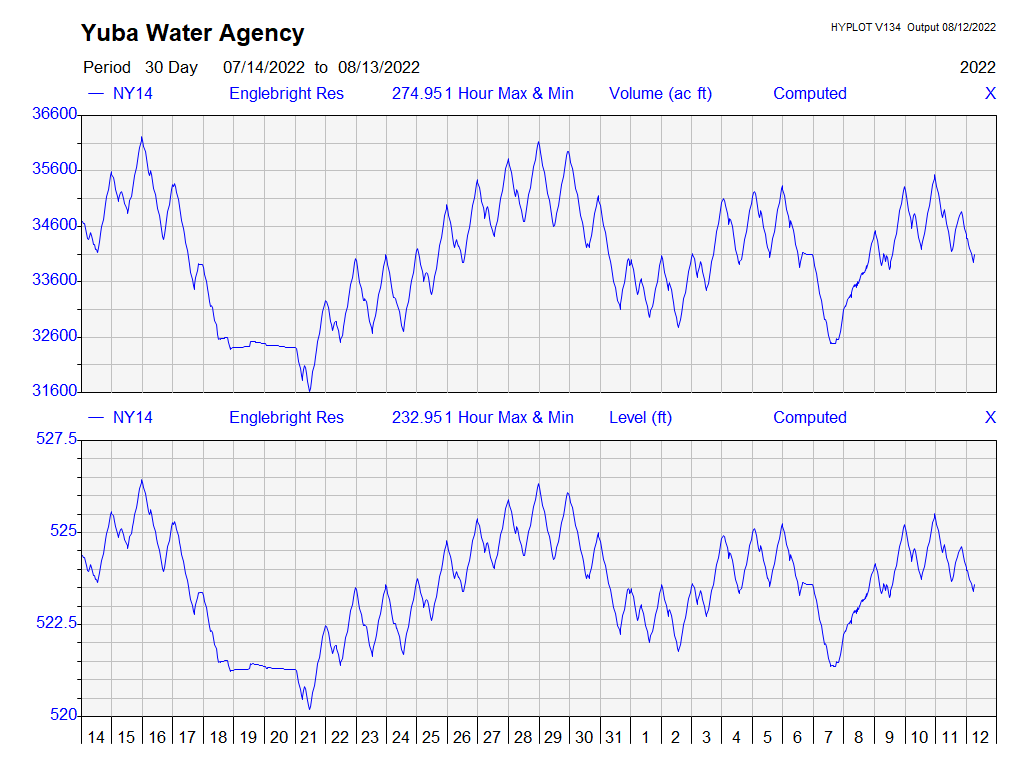 Yuba Water Agency
HYPLOT V134 Output 08/12/2022
Period 30 Day 07/14/2022 to 08/13/2022 2022
NY14 Englebright Res 274.951 Hour Max & Min Volume (ac ft) Computed X
36600
35600
34600
33600
32600
31600
NY14 Englebright Res 232.951 Hour Max & Min Level (ft) Computed X
527.5
525
522.5
520
14 15 16 17 18 19 20 21 22 23 24 25 26 27 28 29 30 31 1 2 3 4 5 6 7 8 9 10 11 12